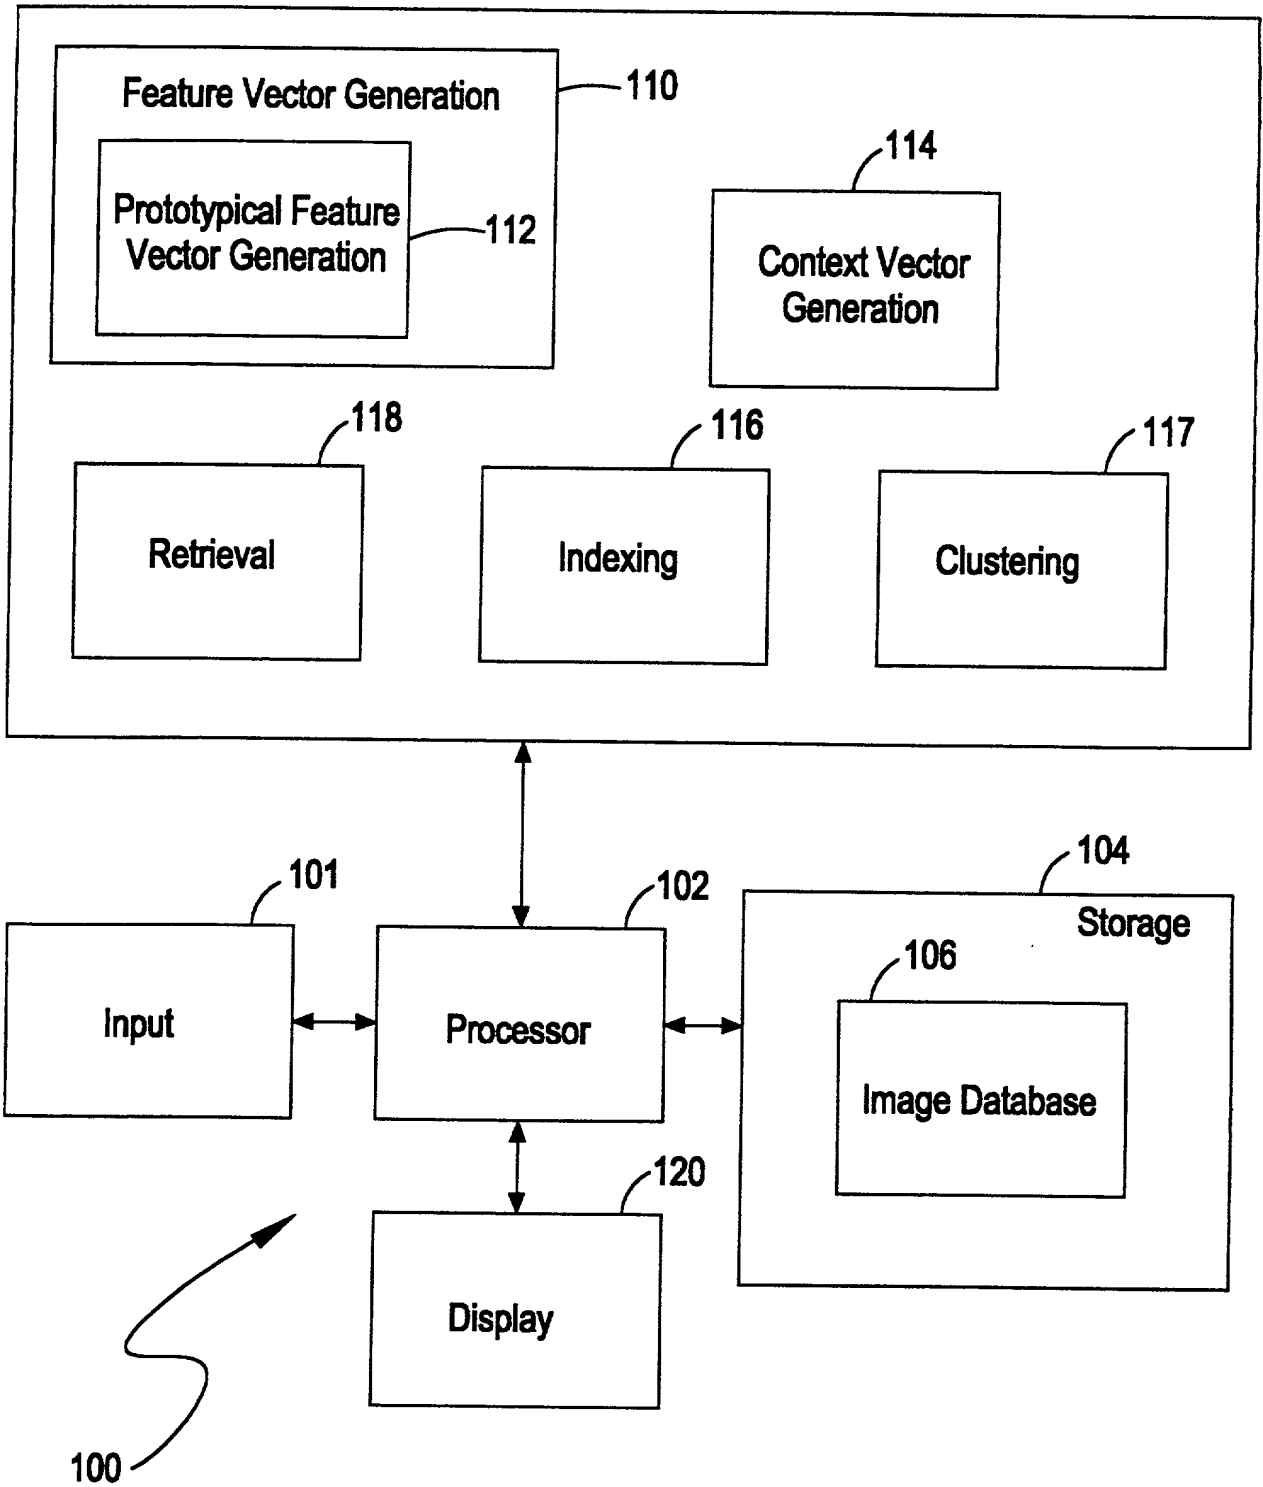 Feature Vector Generation
110
Prototypical Feature
Vector Generation
112
114
Context Vector
Generation
118
Retrieval
116
Indexing
117
Clustering
101
Input
102
Processor
104
Storage
106
Image Database
120
Display
100